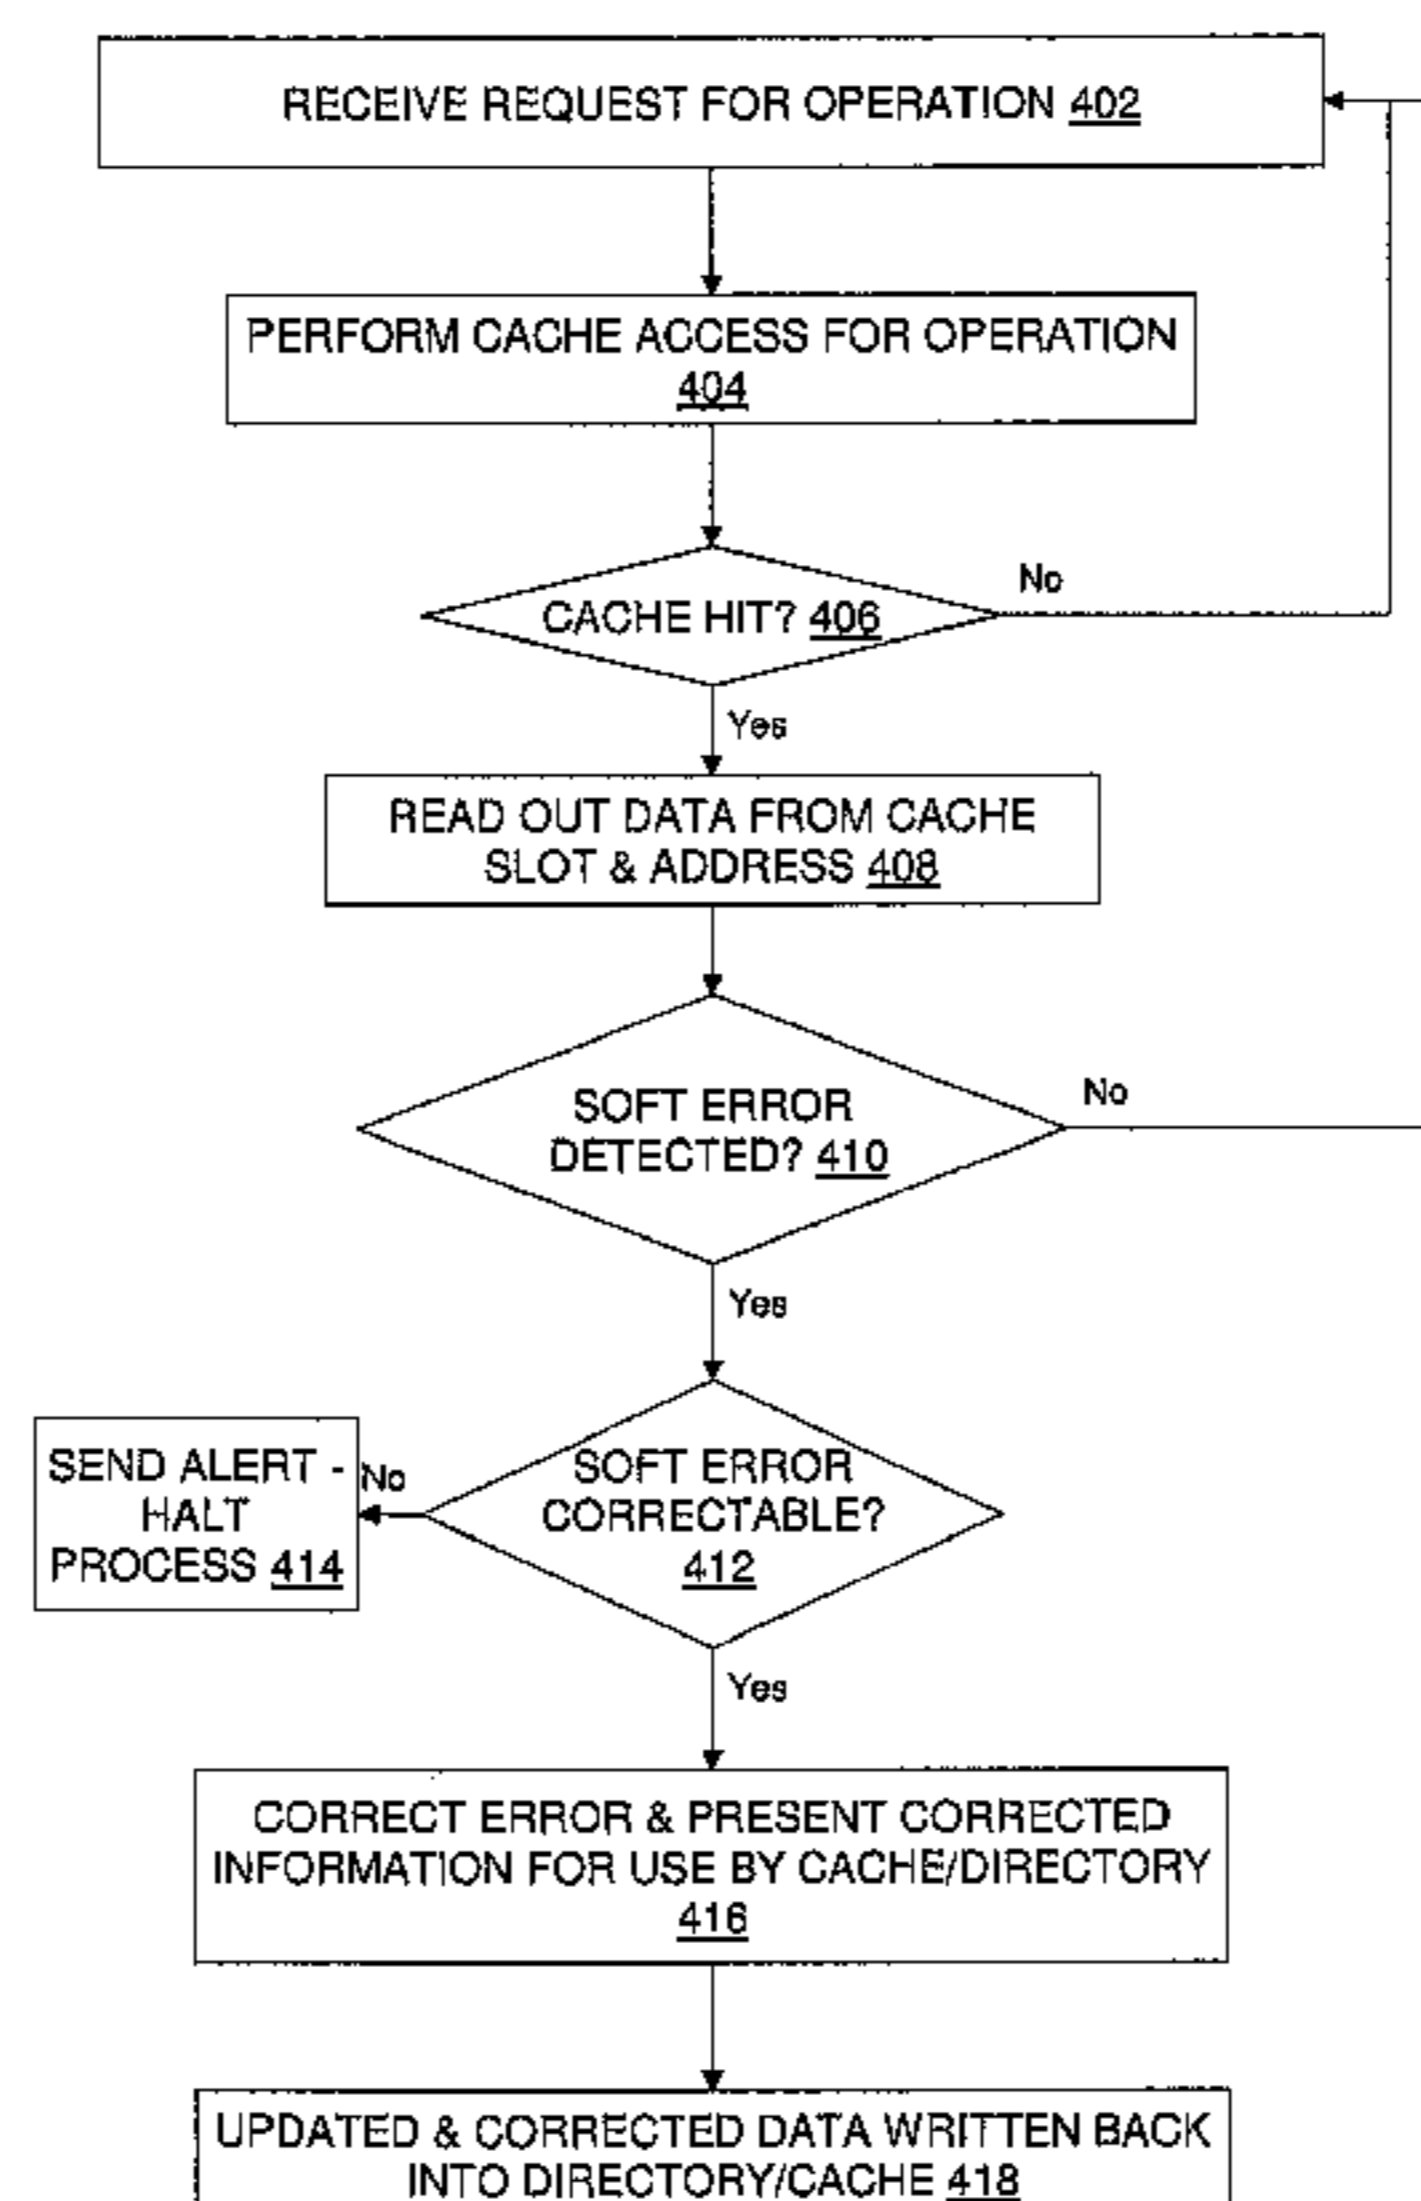 RECEIVE REQUEST FOR OPERATION 402
PERFORM CACHE ACCESS FOR OPERATION
404
No
CACHE HIT? 406
Yes
READ OUT DATA FROM CACHE
SLOT & ADDRESS 408
No
SOFT ERROR
DETECTED? 410
Yes
SEND ALERT -
HALT
PROCESS 414
No
SOFT ERROR
CORRECTABLE?
412
Yes
CORRECT ERROR & PRESENT CORRECTED
INFORMATION FOR USE BY CACHE/DIRECTORY
416
UPDATED & CORRECTED DATA WRITTEN BACK
INTO DIRECTORY/CACHE 418